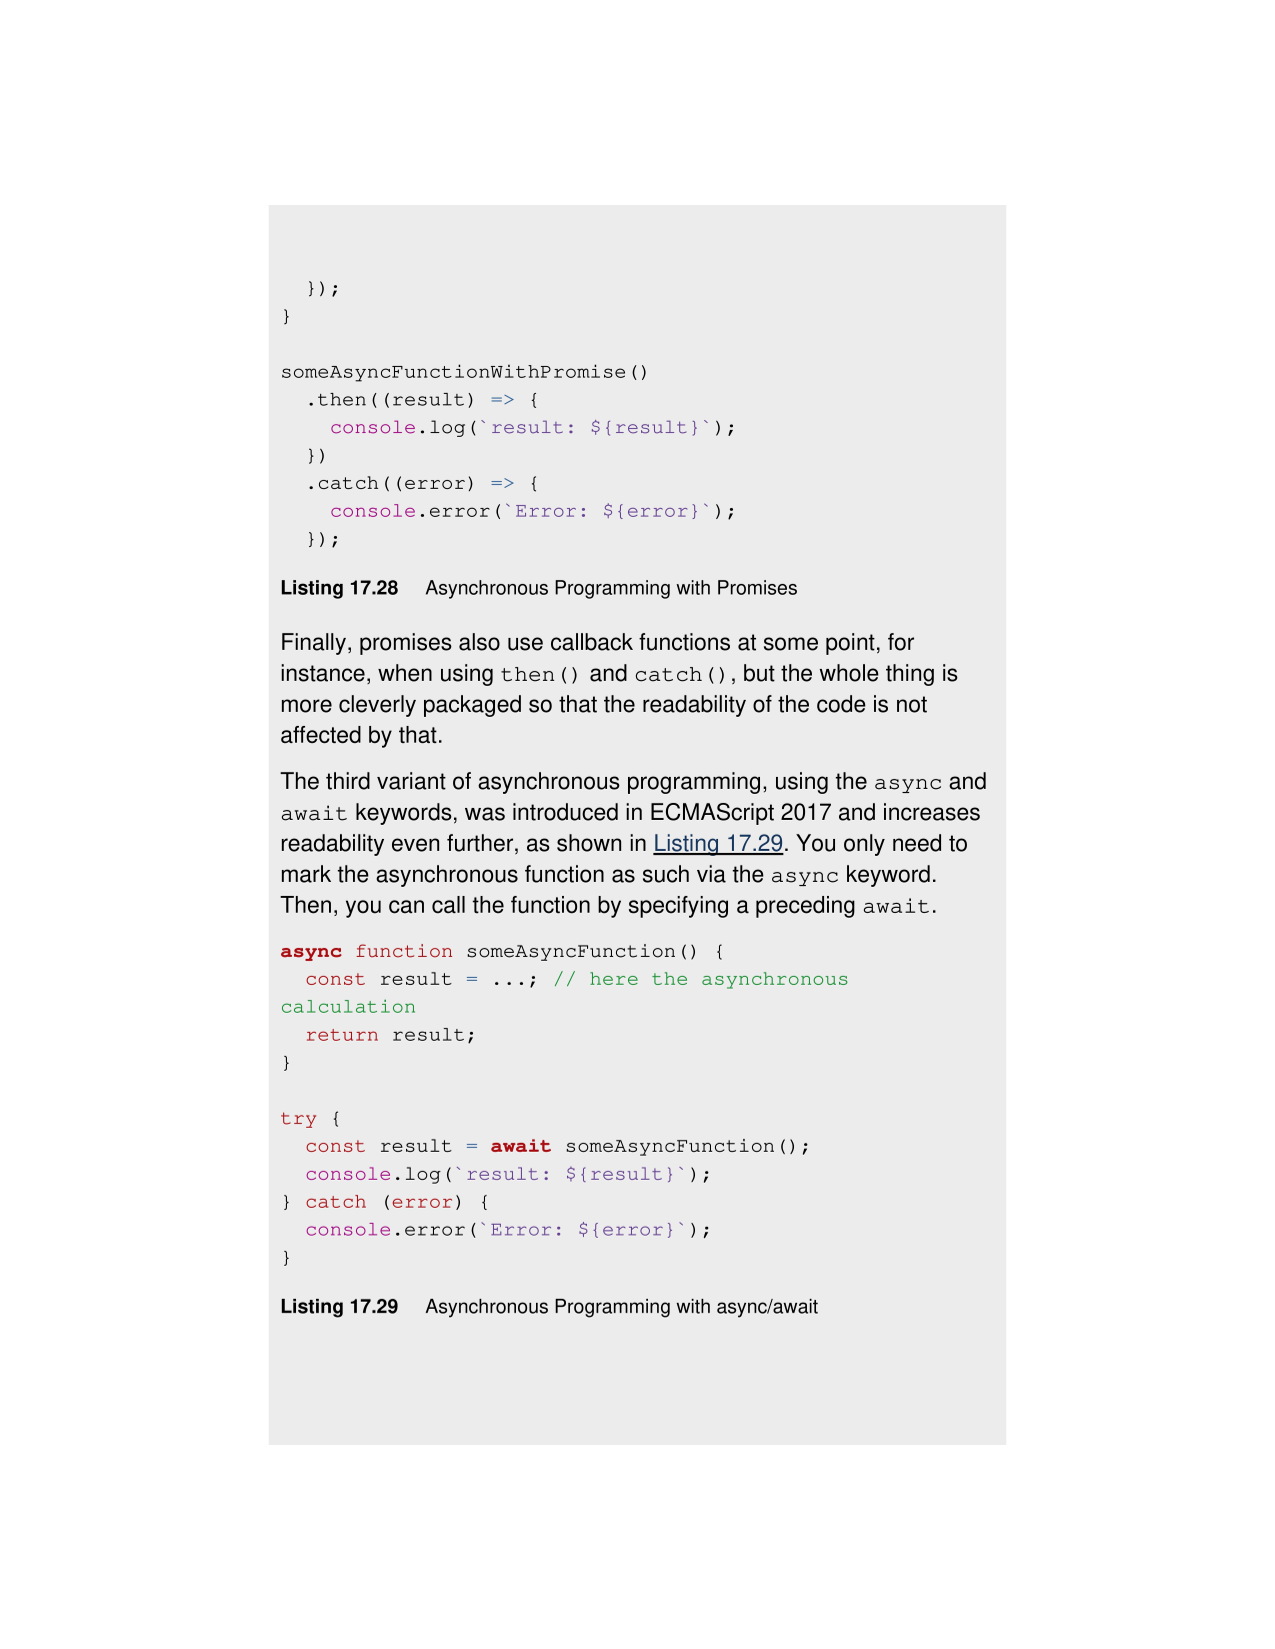 });
}

someAsyncFunctionWithPromise()
  .then((result) => {
    console.log(`result: ${result}`);
  })
  .catch((error) => {
    console.error(`Error: ${error}`);
  });
Listing 17.28 Asynchronous Programming with Promises
Finally, promises also use callback functions at some point, for
instance, when using then() and catch(), but the whole thing is
more cleverly packaged so that the readability of the code is not
affected by that.
The third variant of asynchronous programming, using the async and
await keywords, was introduced in ECMAScript 2017 and increases
readability even further, as shown in Listing 17.29. You only need to
mark the asynchronous function as such via the async keyword.
Then, you can call the function by specifying a preceding await.
async function someAsyncFunction() {
  const result = ...; // here the asynchronous
calculation
  return result;
}

try {
  const result = await someAsyncFunction();
  console.log(`result: ${result}`);
} catch (error) {
  console.error(`Error: ${error}`);
}
Listing 17.29 Asynchronous Programming with async/await